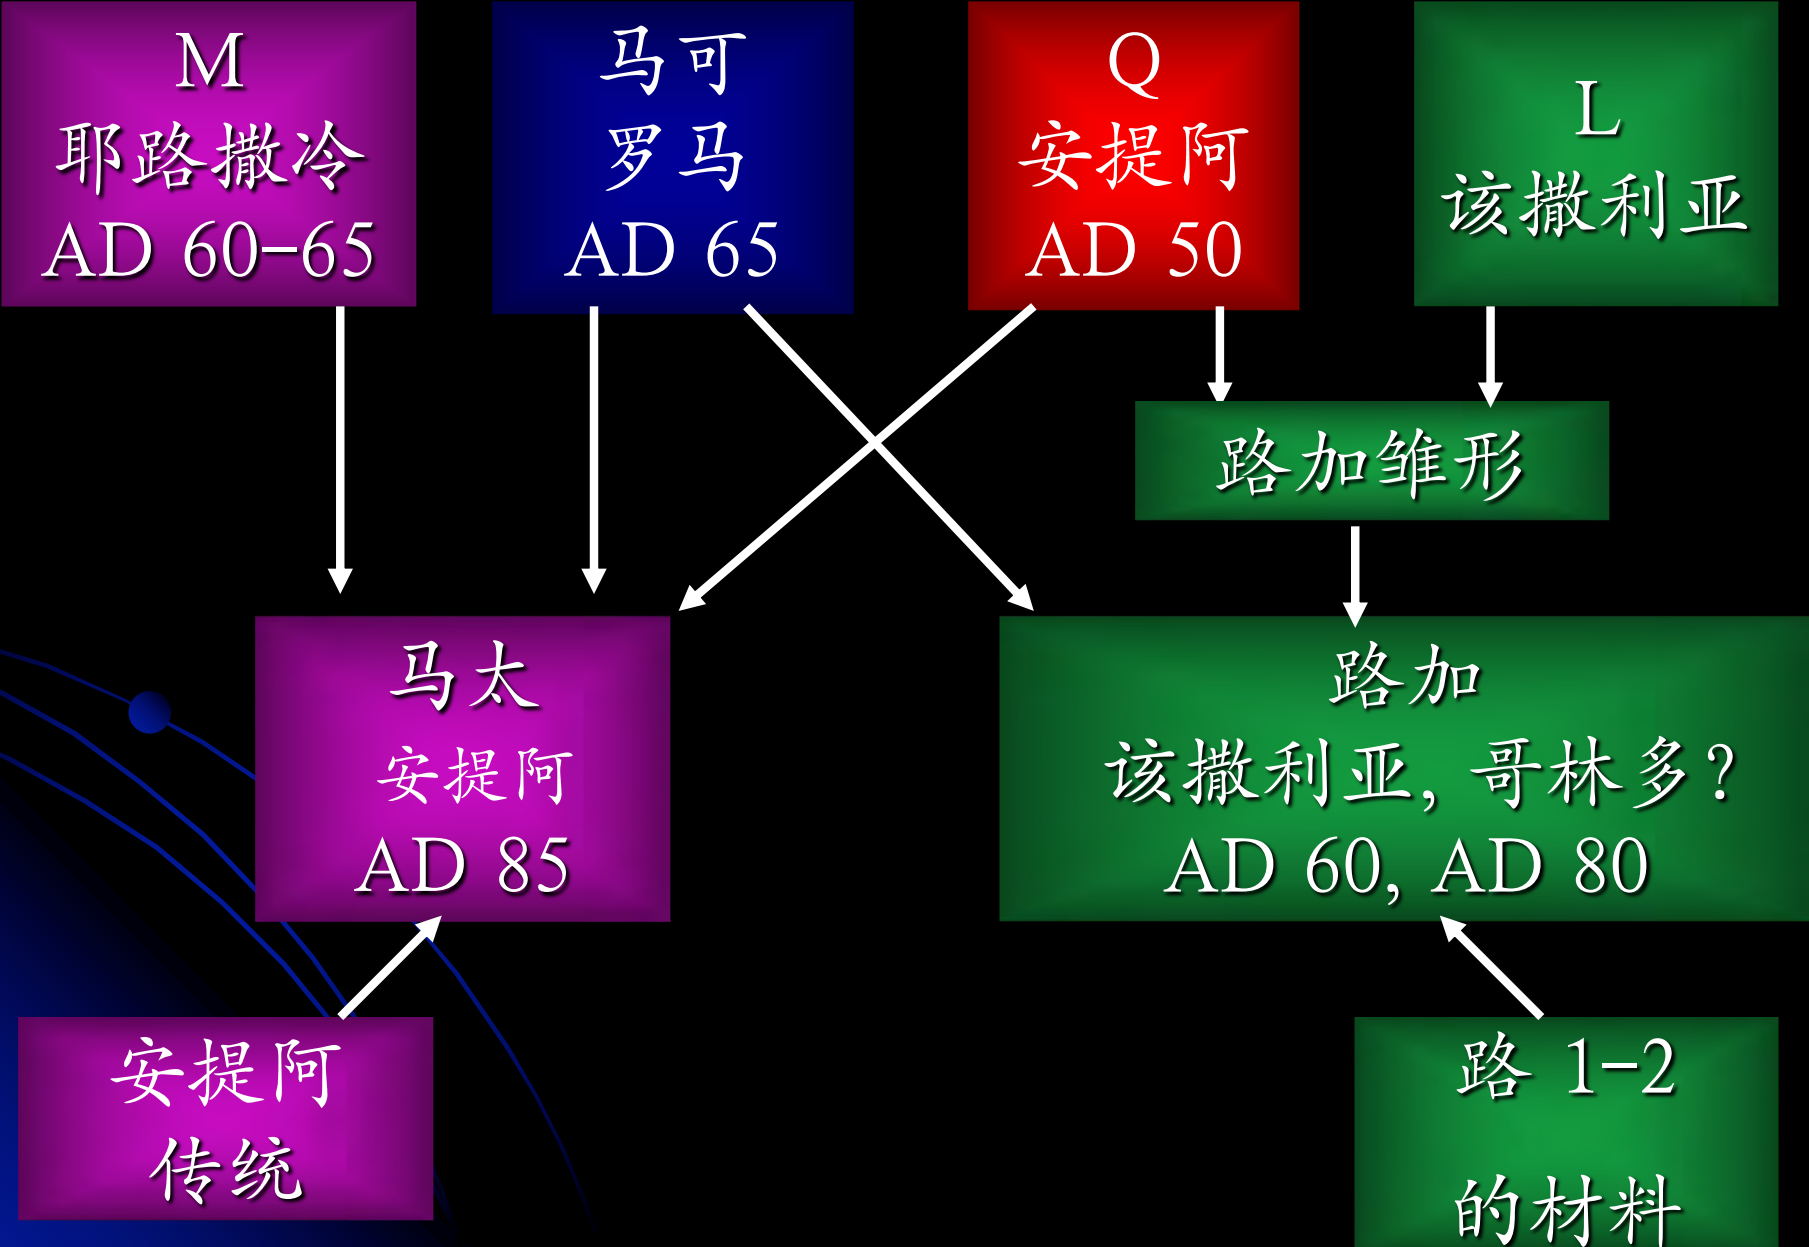 M
耶路撒冷
AD 60-65
马可
罗马
AD 65
Q
安提阿
AD 50
L
该撒利亚
路加雏形
马太
安提阿
AD 85
路加
该撒利亚, 哥林多?
AD 60, AD 80
安提阿
传统
路 1-2
的材料